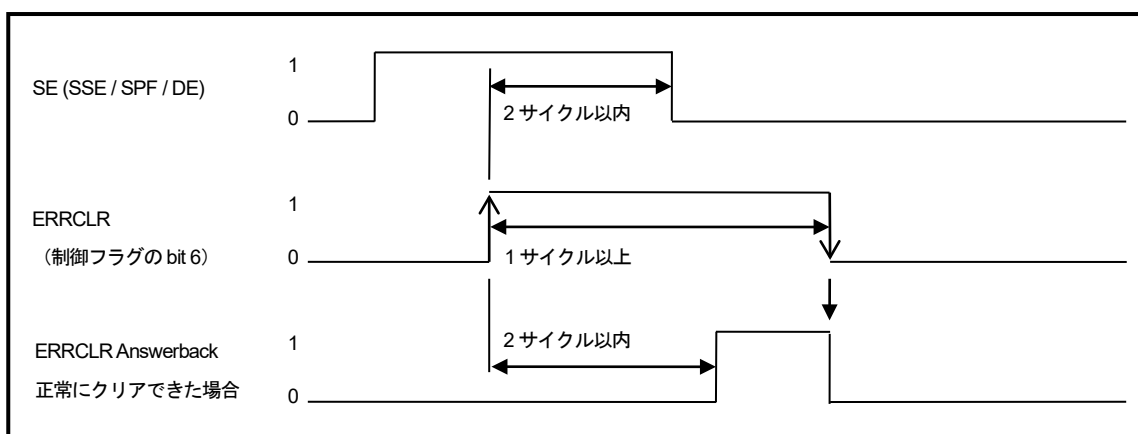 SE (SSE / SPF / DE)
1
0
2 サイクル以内
ERRCLR
（制御フラグの bit 6）
1
0
1 サイクル以上
ERRCLR Answerback
正常にクリアできた場合
1
0
2 サイクル以内